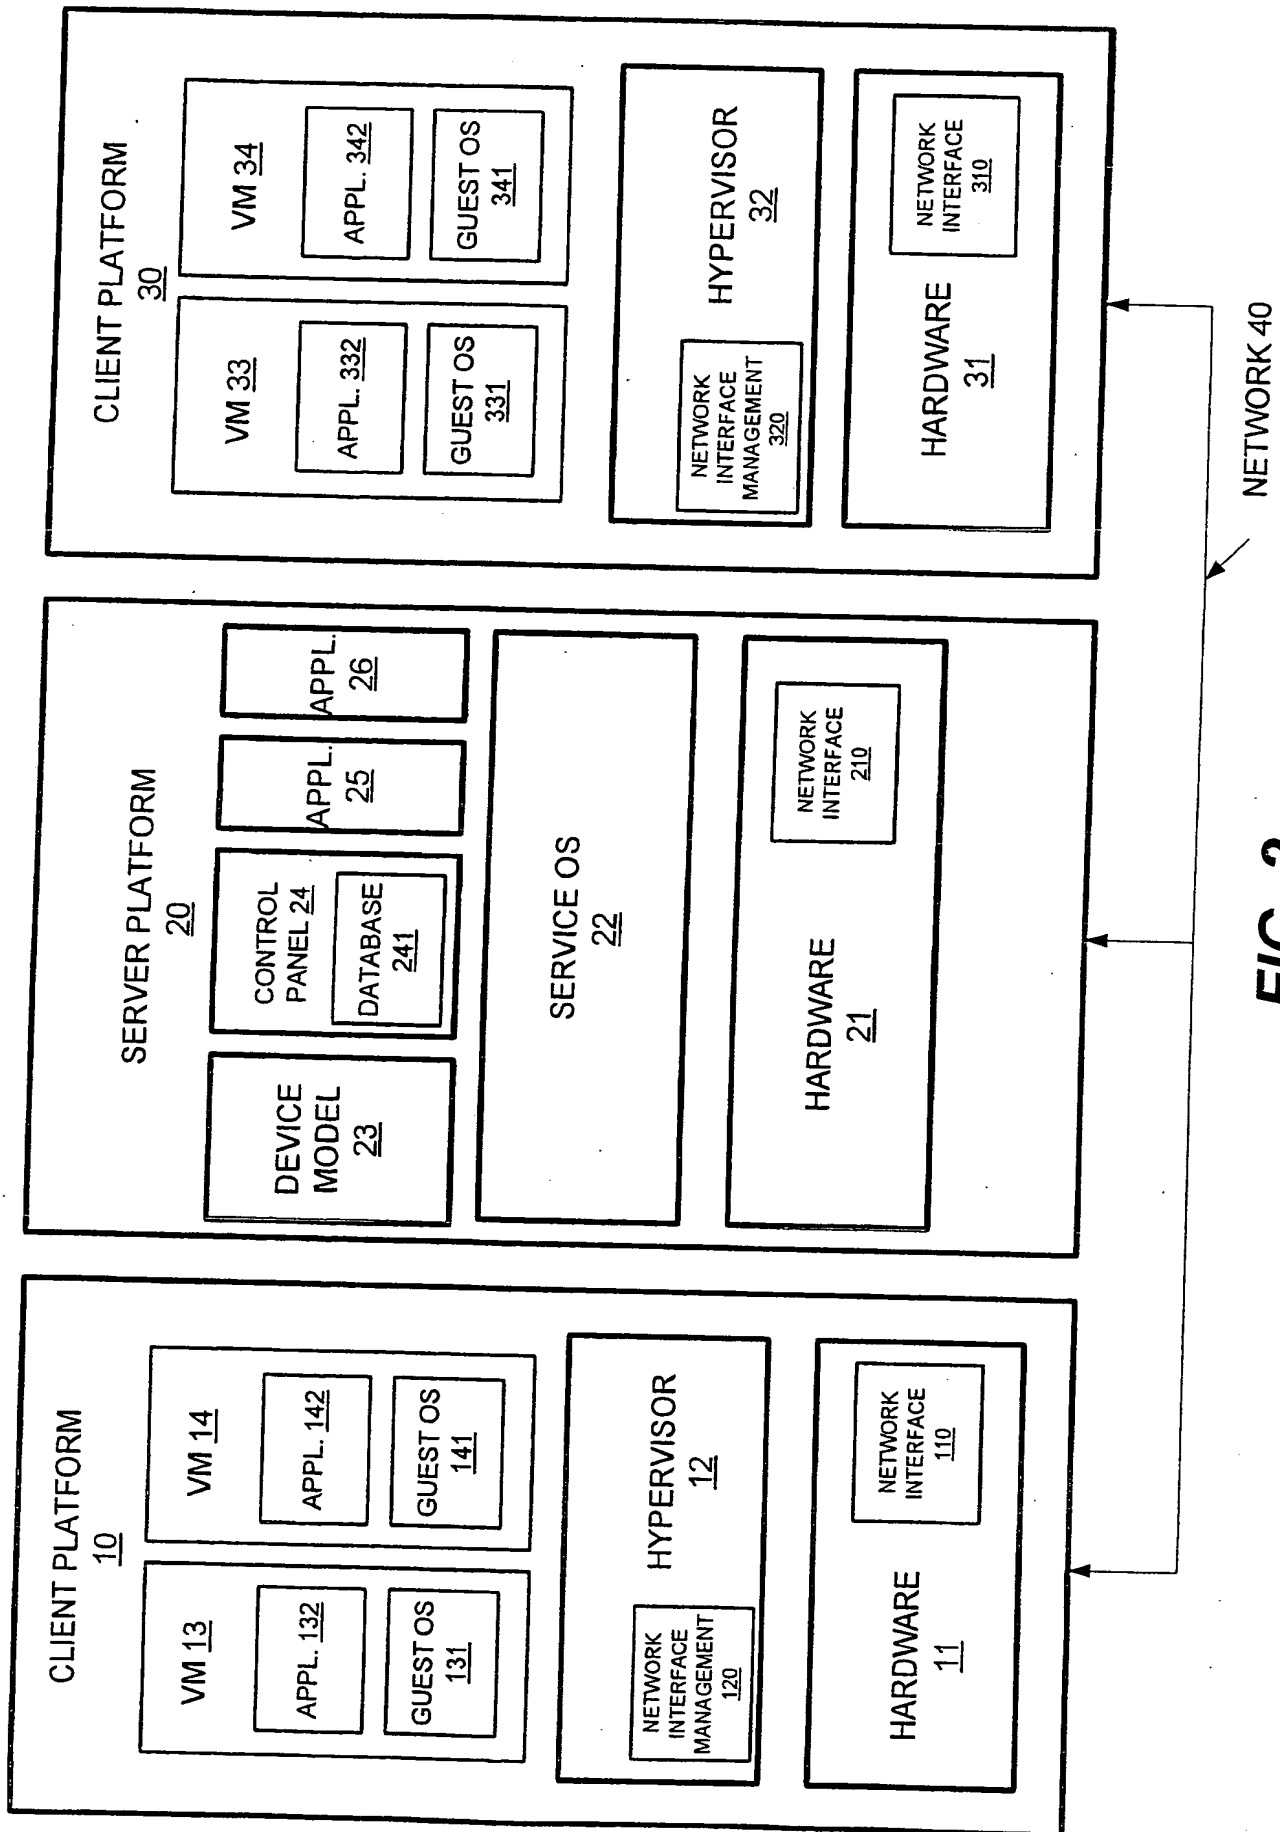 CLIENT PLATFORM
10
VM 13
APPL. 132
GUEST OS
131
VM 14
APPL. 142
GUEST OS
141
HYPERVISOR
12
NETWORK
INTERFACE
MANAGEMENT
120
HARDWARE
11
NETWORK
INTERFACE
110
SERVER PLATFORM
20
DEVICE
MODEL
23
CONTROL
PANEL 24
DATABASE
241
APPL.
25
APPL.
26
SERVICE OS
22
HARDWARE
21
NETWORK
INTERFACE
210
CLIENT PLATFORM
30
VM 33
APPL. 332
GUEST OS
331
VM 34
APPL. 342
GUEST OS
341
HYPERVISOR
32
NETWORK
INTERFACE
MANAGEMENT
320
HARDWARE
31
NETWORK
INTERFACE
310
NETWORK 40
FIG.